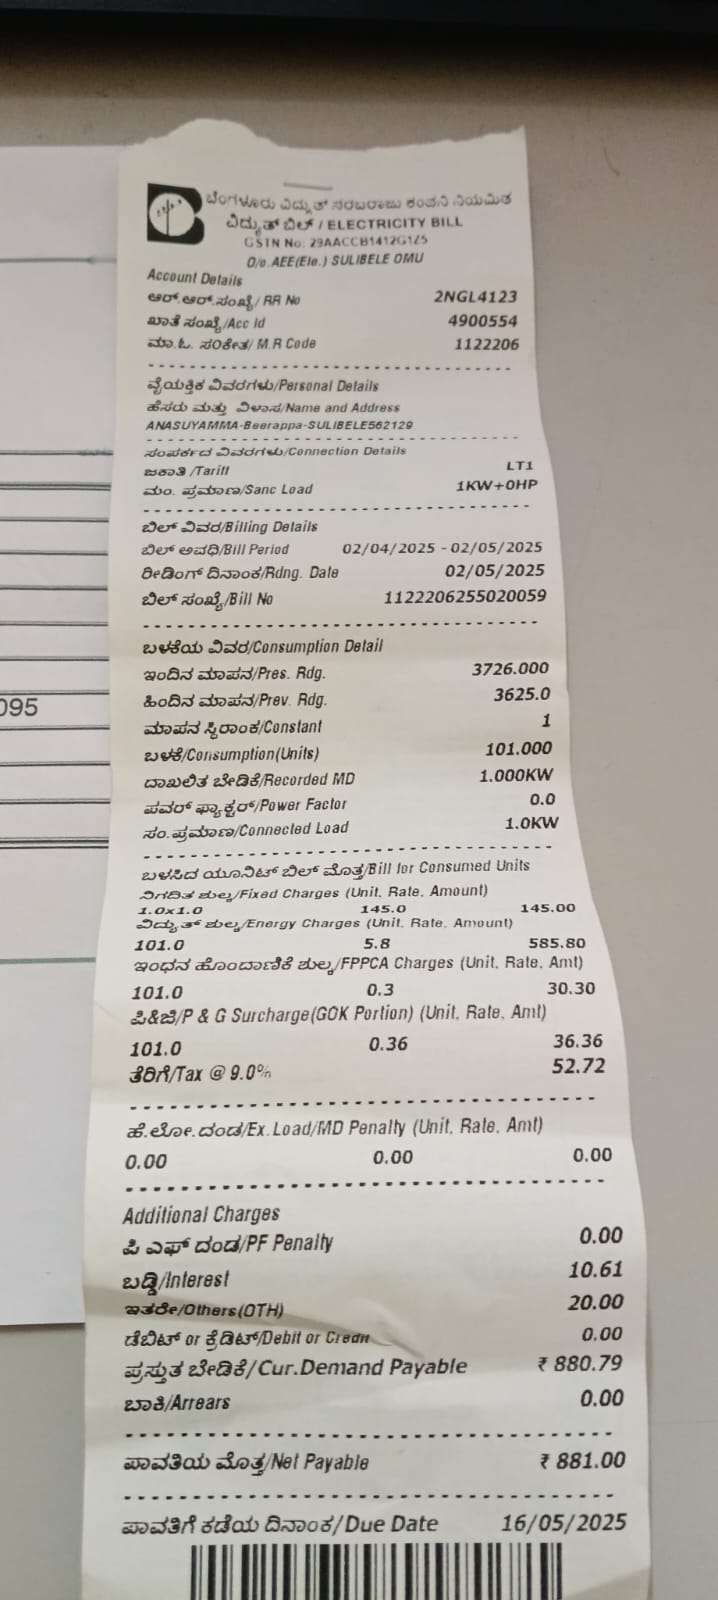 ಬೆಂಗಳೂರು ವಿದ್ಯುತ್ ಸರಬರಾಜು ಕಂಪನಿ ನಿಯಮಿತ
ವಿದ್ಯುತ್ ಬಿಲ್ / ELECTRICITY BILL
GSTN No: 29AACCB1412G1Z5
O/o AEE(Ele.) SULIBELE OMU
Account Details
ಆರ್.ಆರ್.ಸಂಖ್ಯೆ/ RR No 2NGL4123
ಖಾತೆ ಸಂಖ್ಯೆ/Acc Id 4900554
ಮಾ.ಓ. ಸಂಕೇತ/ M.R Code 1122206
ವೈಯಕ್ತಿಕ ವಿವರಗಳು/Personal Details
ಹೆಸರು ಮತ್ತು ವಿಳಾಸ/Name and Address
ANASUYAMMA-Beerappa-SULIBELE562129
ಸಂಪರ್ಕದ ವಿವರಗಳು/Connection Details
ಜಕಾತಿ /Tariff LT1
ಮಂ. ಪ್ರಮಾಣ/Sanc Load 1KW+0HP
ಬಿಲ್ ವಿವರ/Billing Details
ಬಿಲ್ ಅವಧಿ/Bill Period 02/04/2025 - 02/05/2025
ರೀಡಿಂಗ್ ದಿನಾಂಕ/Rdng. Date 02/05/2025
ಬಿಲ್ ಸಂಖ್ಯೆ/Bill No 1122206255020059
ಬಳಕೆಯ ವಿವರ/Consumption Detail
ಇಂದಿನ ಮಾಪನ/Pres. Rdg. 3726.000
ಹಿಂದಿನ ಮಾಪನ/Prev. Rdg. 3625.0
ಮಾಪನ ಸ್ಥಿರಾಂಕ/Constant 1
ಬಳಕೆ/Consumption(Units) 101.000
ದಾಖಲಿತ ಬೇಡಿಕೆ/Recorded MD 1.000KW
ಪವರ್ ಫ್ಯಾಕ್ಟರ್/Power Factor 0.0
ಸಂ.ಪ್ರಮಾಣ/Connected Load 1.0KW
ಬಳಸಿದ ಯೂನಿಟ್ ಬಿಲ್ ಮೊತ್ತ/Bill for Consumed Units
ನಿಗದಿತ ಶುಲ್ಕ/Fixed Charges (Unit, Rate, Amount)
1.0x1.0 145.0 145.00
ವಿದ್ಯುತ್ ಶುಲ್ಕ/Energy Charges (Unit, Rate, Amount)
101.0 5.8 585.80
ಇಂಧನ ಹೊಂದಾಣಿಕೆ ಶುಲ್ಕ/FPPCA Charges (Unit, Rate, Amt)
101.0 0.3 30.30
ಪಿ&ಜಿ/P & G Surcharge(GOK Portion) (Unit, Rate, Amt)
101.0 0.36 36.36
ತೆರಿಗೆ/Tax @ 9.0% 52.72
ಹೆ.ಲೋ.ದಂಡ/Ex.Load/MD Penalty (Unit, Rate, Amt)
0.00 0.00 0.00
Additional Charges
ಪಿ ಎಫ್ ದಂಡ/PF Penalty 0.00
ಬಡ್ಡಿ/Interest 10.61
ಇತರೇ/Others(OTH) 20.00
ಡೆಬಿಟ್ or ಕ್ರೆಡಿಟ್/Debit or Credit 0.00
ಪ್ರಸ್ತುತ ಬೇಡಿಕೆ/Cur.Demand Payable ₹ 880.79
ಬಾಕಿ/Arrears 0.00
ಪಾವತಿಯ ಮೊತ್ತ/Net Payable ₹ 881.00
ಪಾವತಿಗೆ ಕಡೆಯ ದಿನಾಂಕ/Due Date 16/05/2025
095